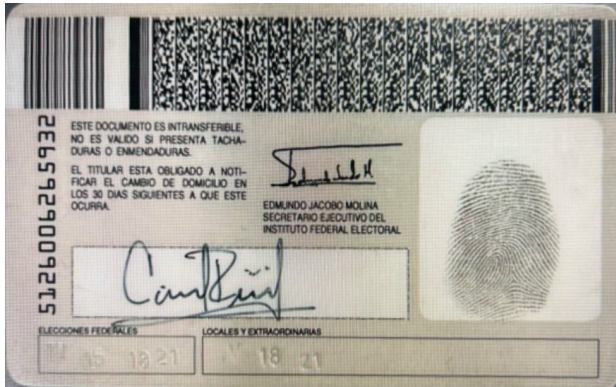 5126006265932
ESTE DOCUMENTO ES INTRANSFERIBLE,
NO ES VALIDO SI PRESENTA TACHA-
DURAS O ENMENDADURAS.
EL TITULAR ESTA OBLIGADO A NOTI-
FICAR EL CAMBIO DE DOMICILIO EN
LOS 30 DIAS SIGUIENTES A QUE ESTE
OCURRA.
EDMUNDO JACOBO MOLINA
SECRETARIO EJECUTIVO DEL
INSTITUTO FEDERAL ELECTORAL
ELECCIONES FEDERALES
LOCALES Y EXTRAORDINARIAS
18 21
18 21